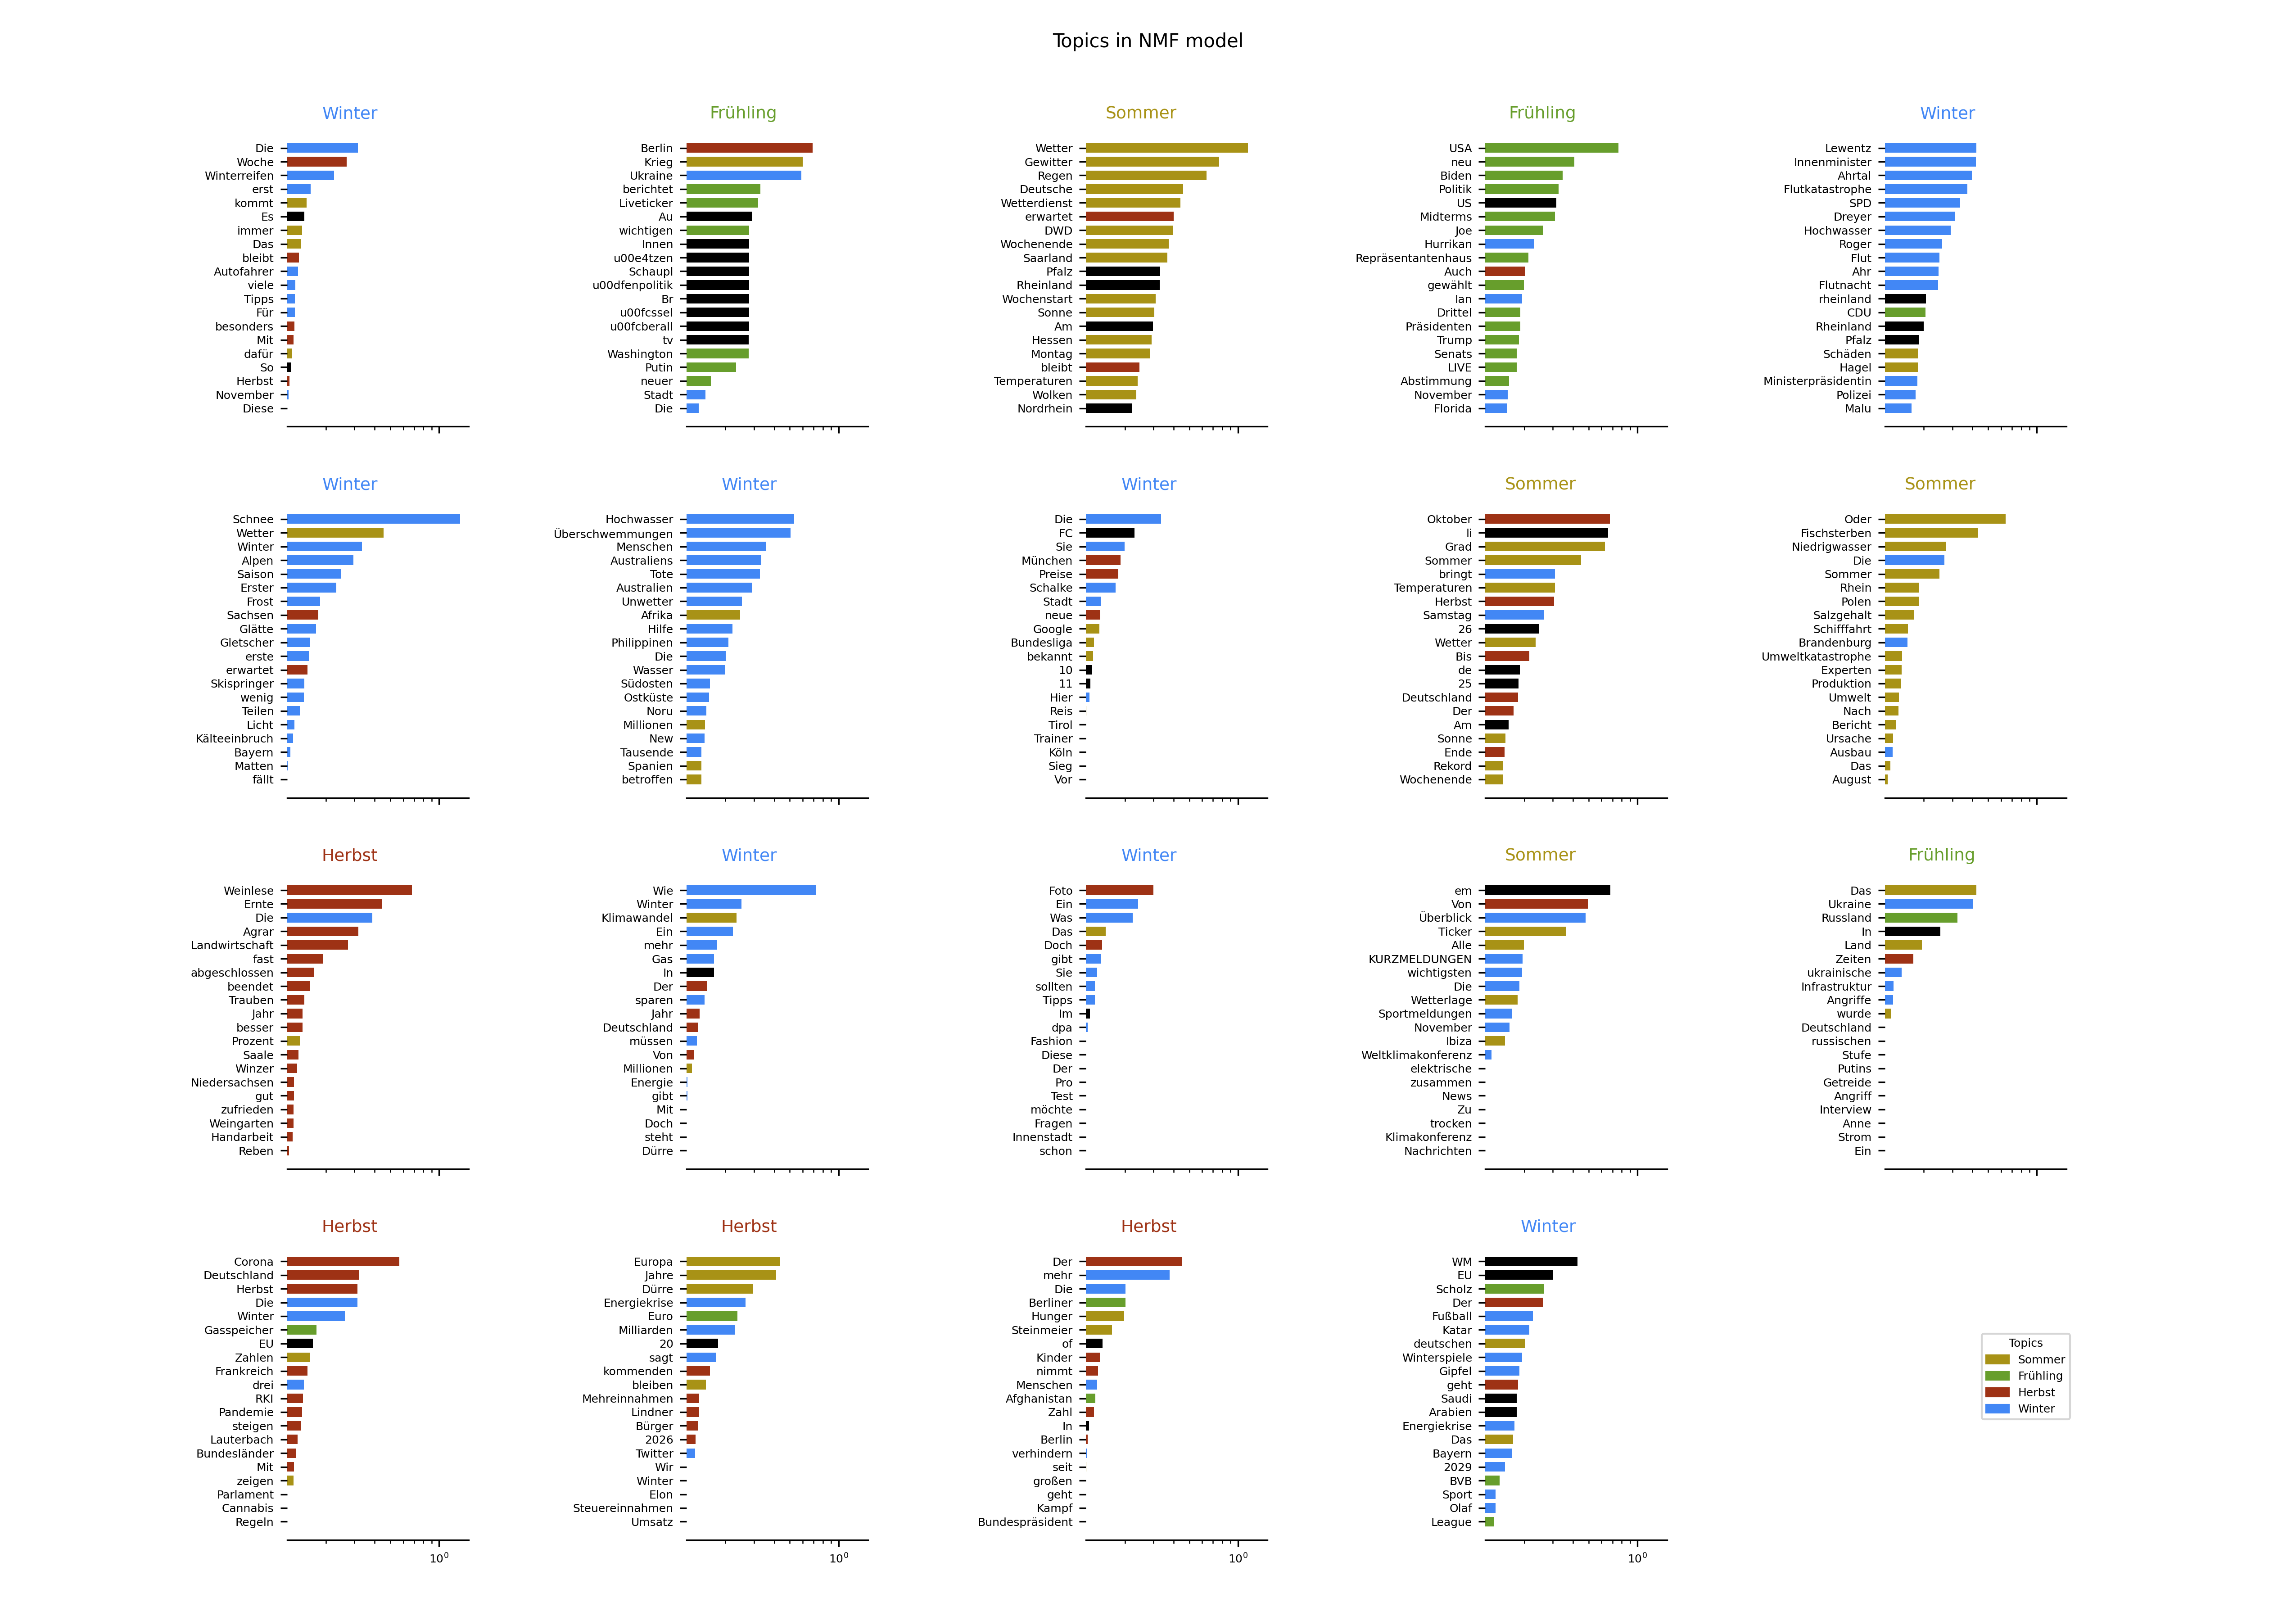 Topics in NMF model
Winter
Die
Woche
Winterreifen
erst
kommt
Es
immer
Das
bleibt
Autofahrer
viele
Tipps
Für
besonders
Mit
dafür
So
Herbst
November
Diese
Frühling
Berlin
Krieg
Ukraine
berichtet
Liveticker
Au
wichtigen
Innen
u00e4tzen
Schaupl
u00dfenpolitik
Br
u00fcssel
u00fcberall
tv
Washington
Putin
neuer
Stadt
Die
Sommer
Wetter
Gewitter
Regen
Deutsche
Wetterdienst
erwartet
DWD
Wochenende
Saarland
Pfalz
Rheinland
Wochenstart
Sonne
Am
Hessen
Montag
bleibt
Temperaturen
Wolken
Nordrhein
Frühling
USA
neu
Biden
Politik
US
Midterms
Joe
Hurrikan
Repräsentantenhaus
Auch
gewählt
Ian
Drittel
Präsidenten
Trump
Senats
LIVE
Abstimmung
November
Florida
Winter
Lewentz
Innenminister
Ahrtal
Flutkatastrophe
SPD
Dreyer
Hochwasser
Roger
Flut
Ahr
Flutnacht
rheinland
CDU
Rheinland
Pfalz
Schäden
Hagel
Ministerpräsidentin
Polizei
Malu
Winter
Schnee
Wetter
Winter
Alpen
Saison
Erster
Frost
Sachsen
Glätte
Gletscher
erste
erwartet
Skispringer
wenig
Teilen
Licht
Kälteeinbruch
Bayern
Matten
fällt
Winter
Hochwasser
Überschwemmungen
Menschen
Australiens
Tote
Australien
Unwetter
Afrika
Hilfe
Philippinen
Die
Wasser
Südosten
Ostküste
Noru
Millionen
New
Tausende
Spanien
betroffen
Winter
Die
FC
Sie
München
Preise
Schalke
Stadt
neue
Google
Bundesliga
bekannt
10
11
Hier
Reis
Tirol
Trainer
Köln
Sieg
Vor
Sommer
Oktober
li
Grad
Sommer
bringt
Temperaturen
Herbst
Samstag
26
Wetter
Bis
de
25
Deutschland
Der
Am
Sonne
Ende
Rekord
Wochenende
Sommer
Oder
Fischsterben
Niedrigwasser
Die
Sommer
Rhein
Polen
Salzgehalt
Schifffahrt
Brandenburg
Umweltkatastrophe
Experten
Produktion
Umwelt
Nach
Bericht
Ursache
Ausbau
Das
August
Herbst
Weinlese
Ernte
Die
Agrar
Landwirtschaft
fast
abgeschlossen
beendet
Trauben
Jahr
besser
Prozent
Saale
Winzer
Niedersachsen
gut
zufrieden
Weingarten
Handarbeit
Reben
Winter
Wie
Winter
Klimawandel
Ein
mehr
Gas
In
Der
sparen
Jahr
Deutschland
müssen
Von
Millionen
Energie
gibt
Mit
Doch
steht
Dürre
Winter
Foto
Ein
Was
Das
Doch
gibt
Sie
sollten
Tipps
Im
dpa
Fashion
Diese
Der
Pro
Test
möchte
Fragen
Innenstadt
schon
Sommer
em
Von
Überblick
Ticker
Alle
KURZMELDUNGEN
wichtigsten
Die
Wetterlage
Sportmeldungen
November
Ibiza
Weltklimakonferenz
elektrische
zusammen
News
Zu
trocken
Klimakonferenz
Nachrichten
Frühling
Das
Ukraine
Russland
In
Land
Zeiten
ukrainische
Infrastruktur
Angriffe
wurde
Deutschland
russischen
Stufe
Putins
Getreide
Angriff
Interview
Anne
Strom
Ein
Herbst
Corona
Deutschland
Herbst
Die
Winter
Gasspeicher
EU
Zahlen
Frankreich
drei
RKI
Pandemie
steigen
Lauterbach
Bundesländer
Mit
zeigen
Parlament
Cannabis
Regeln
10⁰
Herbst
Europa
Jahre
Dürre
Energiekrise
Euro
Milliarden
20
sagt
kommenden
bleiben
Mehreinnahmen
Lindner
Bürger
2026
Twitter
Wir
Winter
Elon
Steuereinnahmen
Umsatz
10⁰
Herbst
Der
mehr
Die
Berliner
Hunger
Steinmeier
of
Kinder
nimmt
Menschen
Afghanistan
Zahl
In
Berlin
verhindern
seit
großen
geht
Kampf
Bundespräsident
10⁰
Winter
WM
EU
Scholz
Der
Fußball
Katar
deutschen
Winterspiele
Gipfel
geht
Saudi
Arabien
Energiekrise
Das
Bayern
2029
BVB
Sport
Olaf
League
10⁰
Topics
Sommer
Frühling
Herbst
Winter